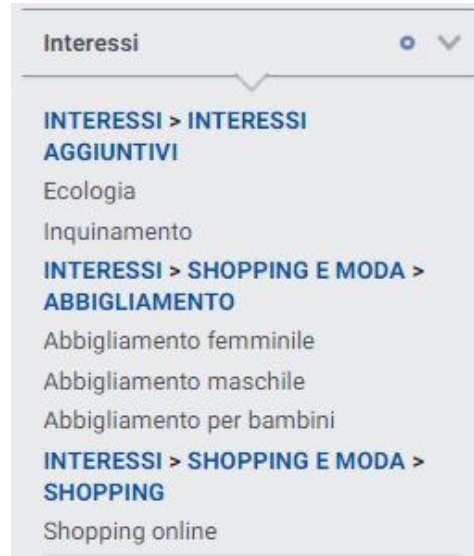 Interessi
INTERESSI > INTERESSI
AGGIUNTIVI
Ecologia
Inquinamento
INTERESSI > SHOPPING E MODA >
ABBIGLIAMENTO
Abbigliamento femminile
Abbigliamento maschile
Abbigliamento per bambini
INTERESSI > SHOPPING E MODA >
SHOPPING
Shopping online